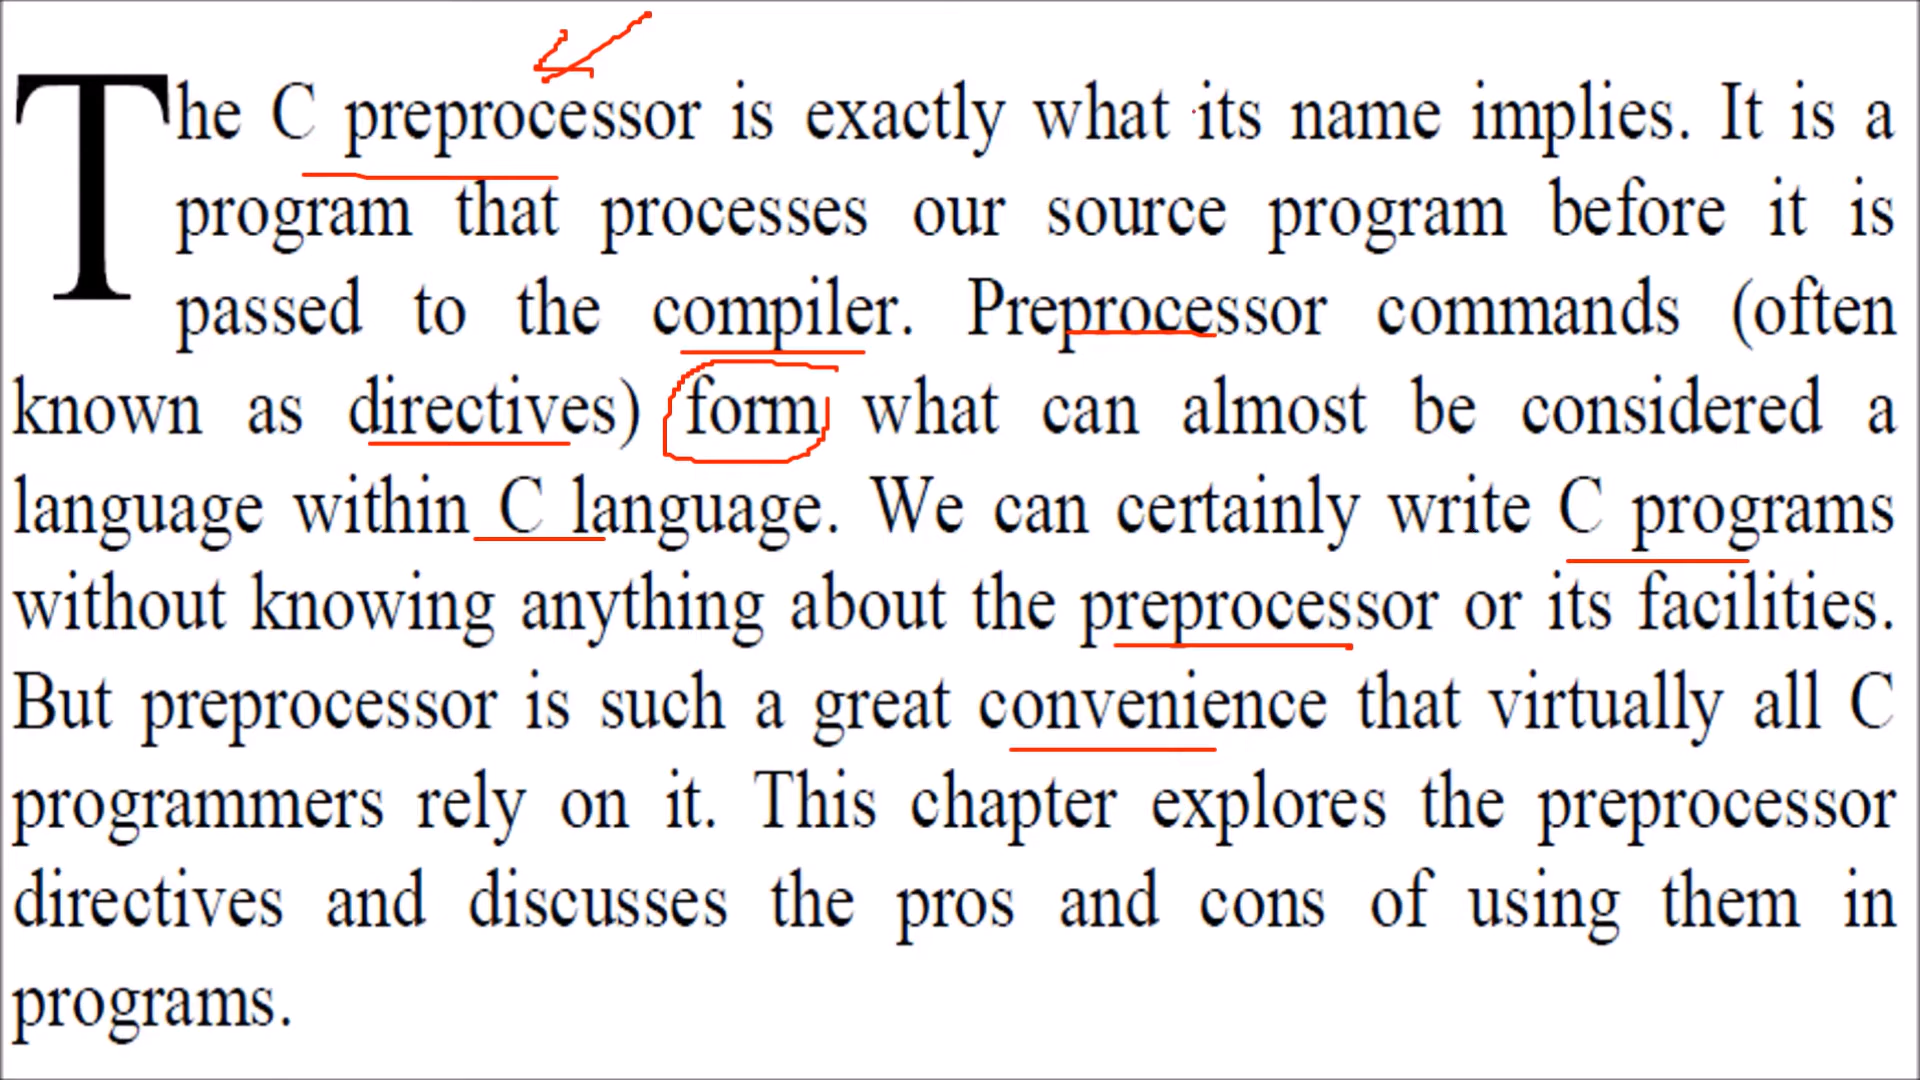 The C preprocessor is exactly what its name implies. It is a
program that processes our source program before it is
passed to the compiler. Preprocessor commands (often
known as directives) form what can almost be considered a
language within C language. We can certainly write C programs
without knowing anything about the preprocessor or its facilities.
But preprocessor is such a great convenience that virtually all C
programmers rely on it. This chapter explores the preprocessor
directives and discusses the pros and cons of using them in
programs.